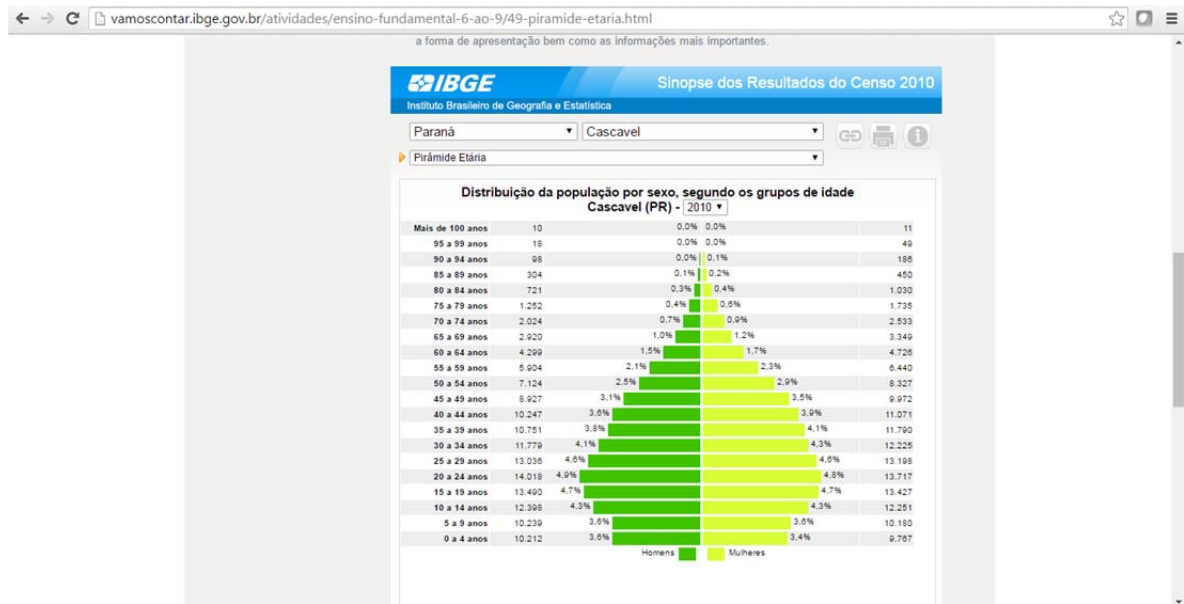 vamoscontar.ibge.gov.br/atividades/ensino-fundamental-6-ao-9/49-piramide-etaria.html
a forma de apresentação bem como as informações mais importantes.
IBGE Sinopse dos Resultados do Censo 2010
Instituto Brasileiro de Geografia e Estatística
Paraná Cascavel
Pirâmide Etária
Distribuição da população por sexo, segundo os grupos de idade
Cascavel (PR) - 2010
Mais de 100 anos 10 0,0% 0,0% 11
95 a 99 anos 18 0,0% 0,0% 49
90 a 94 anos 98 0,0% 0,1% 186
85 a 89 anos 304 0,1% 0,2% 450
80 a 84 anos 721 0,3% 0,4% 1.030
75 a 79 anos 1.252 0,4% 0,6% 1.735
70 a 74 anos 2.024 0,7% 0,9% 2.533
65 a 69 anos 2.920 1,0% 1,2% 3.349
60 a 64 anos 4.299 1,5% 1,7% 4.726
55 a 59 anos 5.904 2,1% 2,3% 6.440
50 a 54 anos 7.124 2,5% 2,9% 8.327
45 a 49 anos 8.927 3,1% 3,5% 9.972
40 a 44 anos 10.247 3,6% 3,9% 11.071
35 a 39 anos 10.751 3,8% 4,1% 11.790
30 a 34 anos 11.779 4,1% 4,3% 12.225
25 a 29 anos 13.036 4,6% 4,6% 13.198
20 a 24 anos 14.018 4,9% 4,8% 13.717
15 a 19 anos 13.490 4,7% 4,7% 13.427
10 a 14 anos 12.398 4,3% 4,3% 12.251
5 a 9 anos 10.239 3,6% 3,6% 10.180
0 a 4 anos 10.212 3,6% 3,4% 9.767
Homens Mulheres